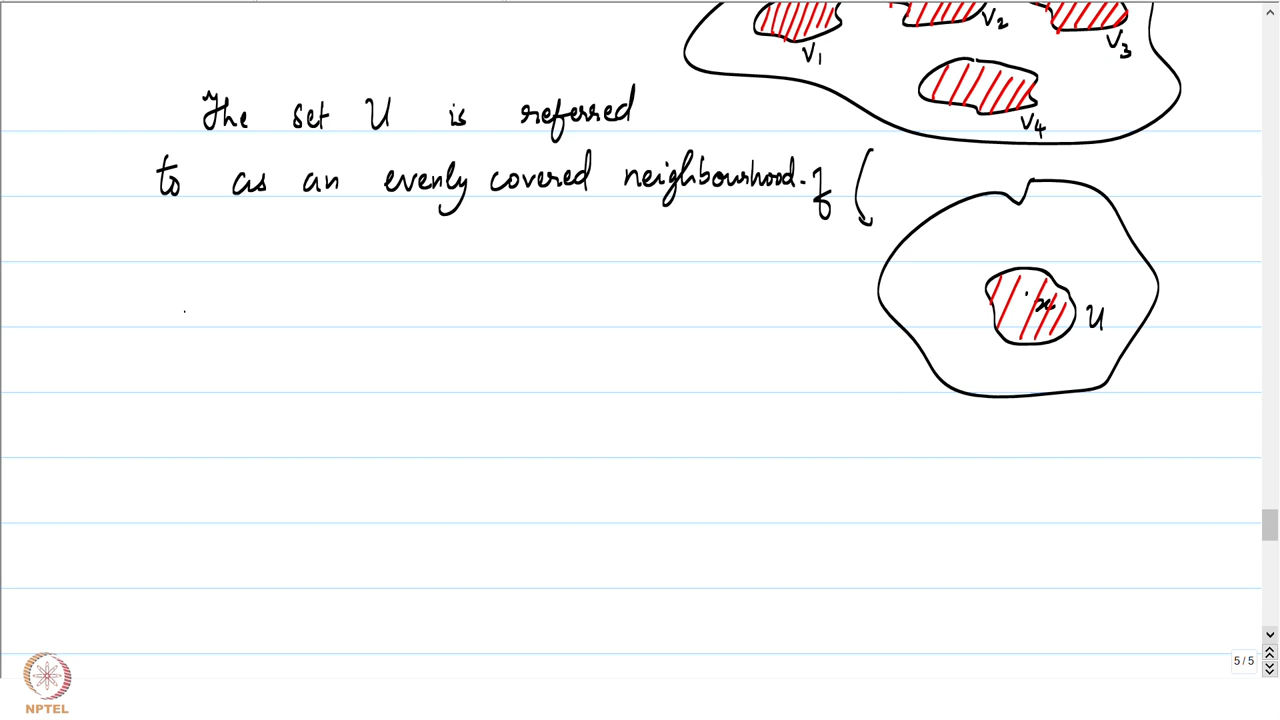 V1
V2
V3
V4
The set U is referred
to as an evenly covered neighbourhood.
x
U
5 / 5
NPTEL